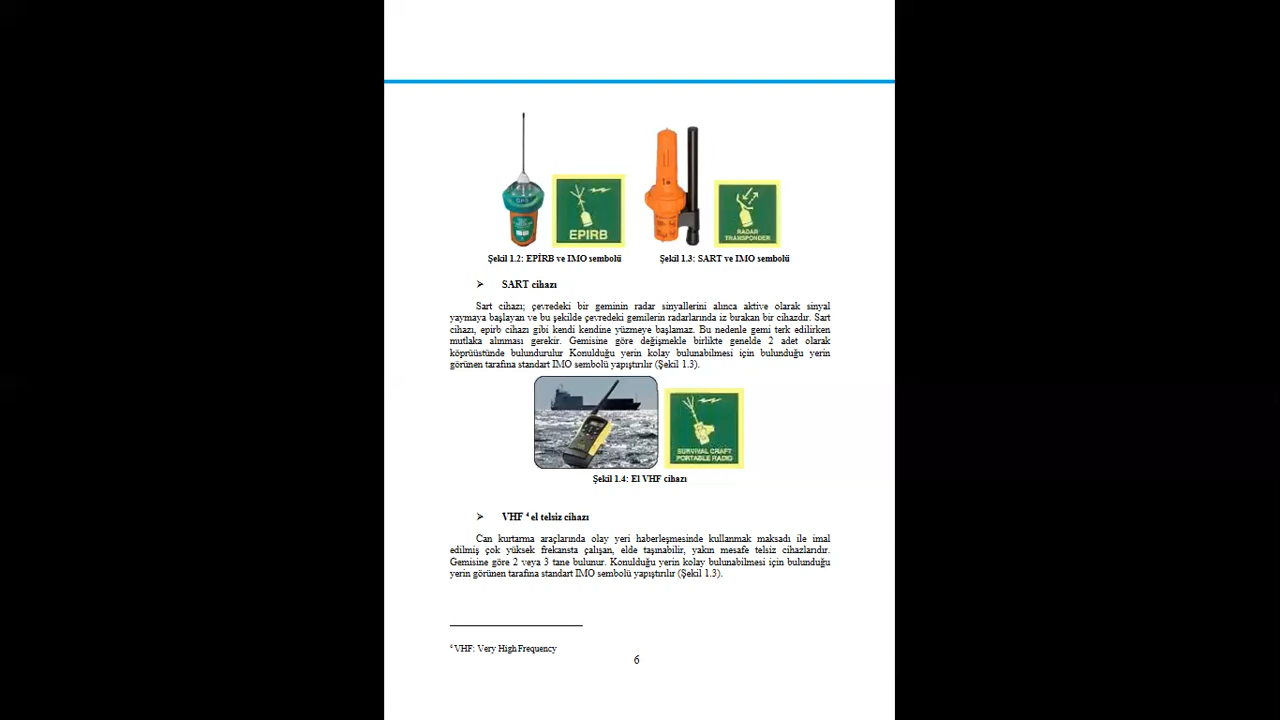 GPS
EPIRB
RADAR
TRANSPONDER
Şekil 1.2: EPİRB ve IMO sembolü
Şekil 1.3: SART ve IMO sembolü
➤ SART cihazı
Sart cihazı; çevredeki bir geminin radar sinyallerini alınca aktive olarak sinyal
yaymaya başlayan ve bu şekilde çevredeki gemilerin radarlarında iz bırakan bir cihazdır. Sart
cihazı, epirb cihazı gibi kendi kendine yüzmeye başlamaz. Bu nedenle gemi terk edilirken
mutlaka alınması gerekir. Gemisine göre değişmekle birlikte genelde 2 adet olarak
köprüüstünde bulundurulur Konulduğu yerin kolay bulunabilmesi için bulunduğu yerin
görünen tarafına standart IMO sembolü yapıştırılır (Şekil 1.3).
SURVIVAL CRAFT
PORTABLE RADIO
Şekil 1.4: El VHF cihazı
➤ VHF ⁴ el telsiz cihazı
Can kurtarma araçlarında olay yeri haberleşmesinde kullanmak maksadı ile imal
edilmiş çok yüksek frekansta çalışan, elde taşınabilir, yakın mesafe telsiz cihazlarıdır.
Gemisine göre 2 veya 3 tane bulunur. Konulduğu yerin kolay bulunabilmesi için bulunduğu
yerin görünen tarafına standart IMO sembolü yapıştırılır (Şekil 1.3).
⁴ VHF: Very High Frequency
6